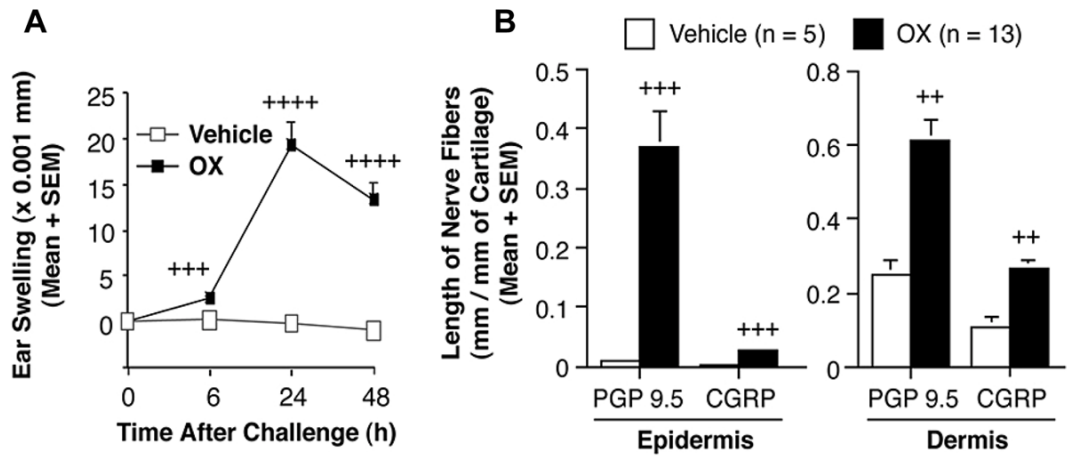 A
Ear Swelling (x 0.001 mm)
(Mean + SEM)
25
20
15
10
5
0
Vehicle
OX
+++
++++
++++
0 6 24 48
Time After Challenge (h)
B
Vehicle (n = 5) OX (n = 13)
Length of Nerve Fibers
(mm / mm of Cartilage)
(Mean + SEM)
0.5
0.4
0.3
0.2
0.1
0
+++
+++
PGP 9.5 CGRP
Epidermis
0.8
0.6
0.4
0.2
0
++
++
PGP 9.5 CGRP
Dermis